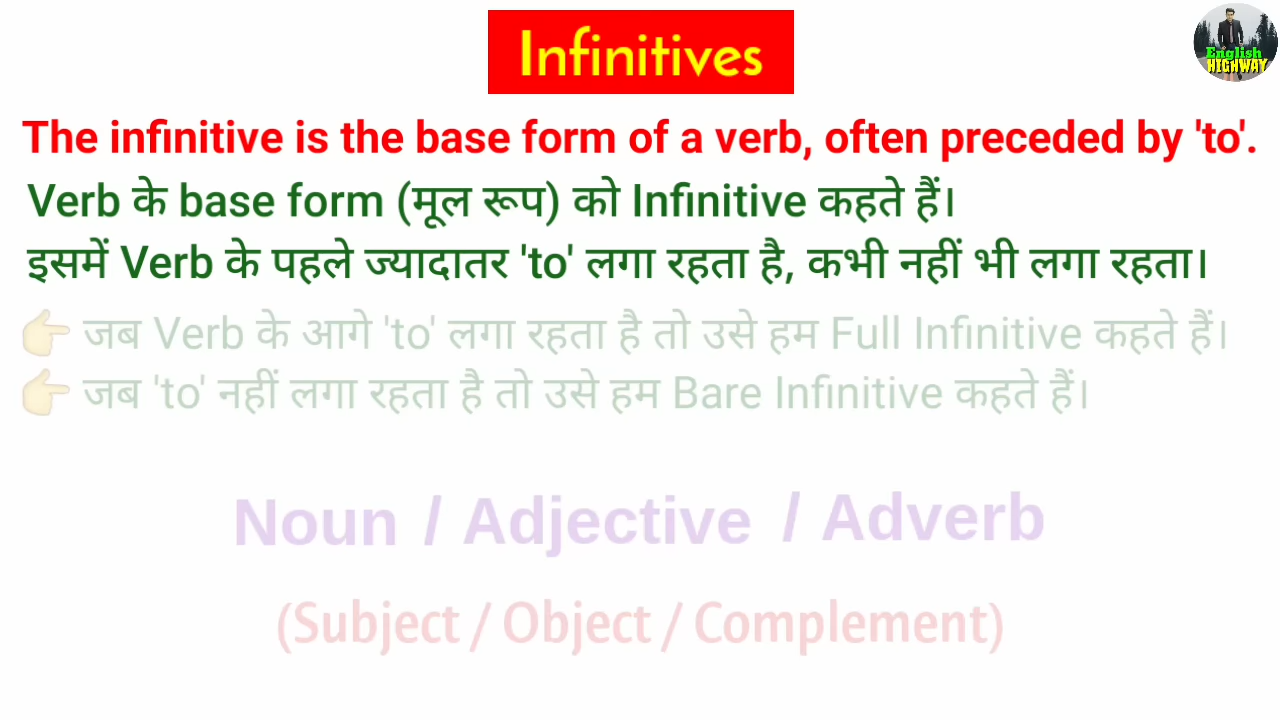 Infinitives
English
HIGHWAY
The infinitive is the base form of a verb, often preceded by 'to'.
Verb के base form (मूल रूप) को Infinitive कहते हैं।
इसमें Verb के पहले ज्यादातर 'to' लगा रहता है, कभी नहीं भी लगा रहता।
👉 जब Verb के आगे 'to' लगा रहता है तो उसे हम Full Infinitive कहते हैं।
👉 जब 'to' नहीं लगा रहता है तो उसे हम Bare Infinitive कहते हैं।
Noun / Adjective / Adverb
(Subject / Object / Complement)